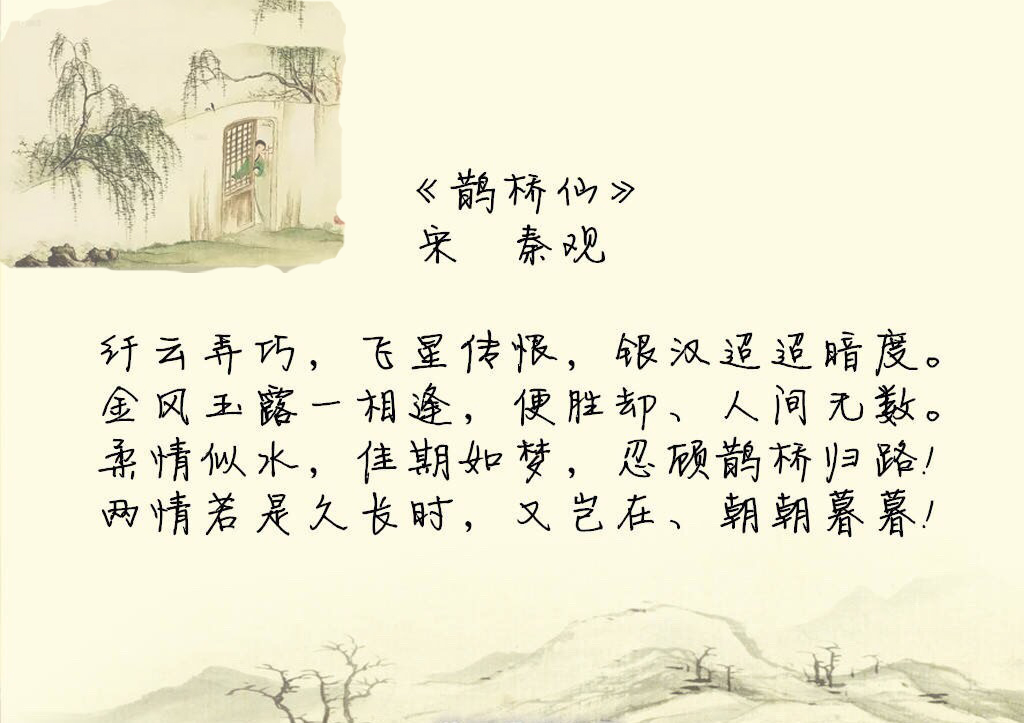 《鹊桥仙》
宋 秦观
纤云弄巧，飞星传恨，银汉迢迢暗度。
金风玉露一相逢，便胜却、人间无数。
柔情似水，佳期如梦，忍顾鹊桥归路！
两情若是久长时，又岂在、朝朝暮暮！